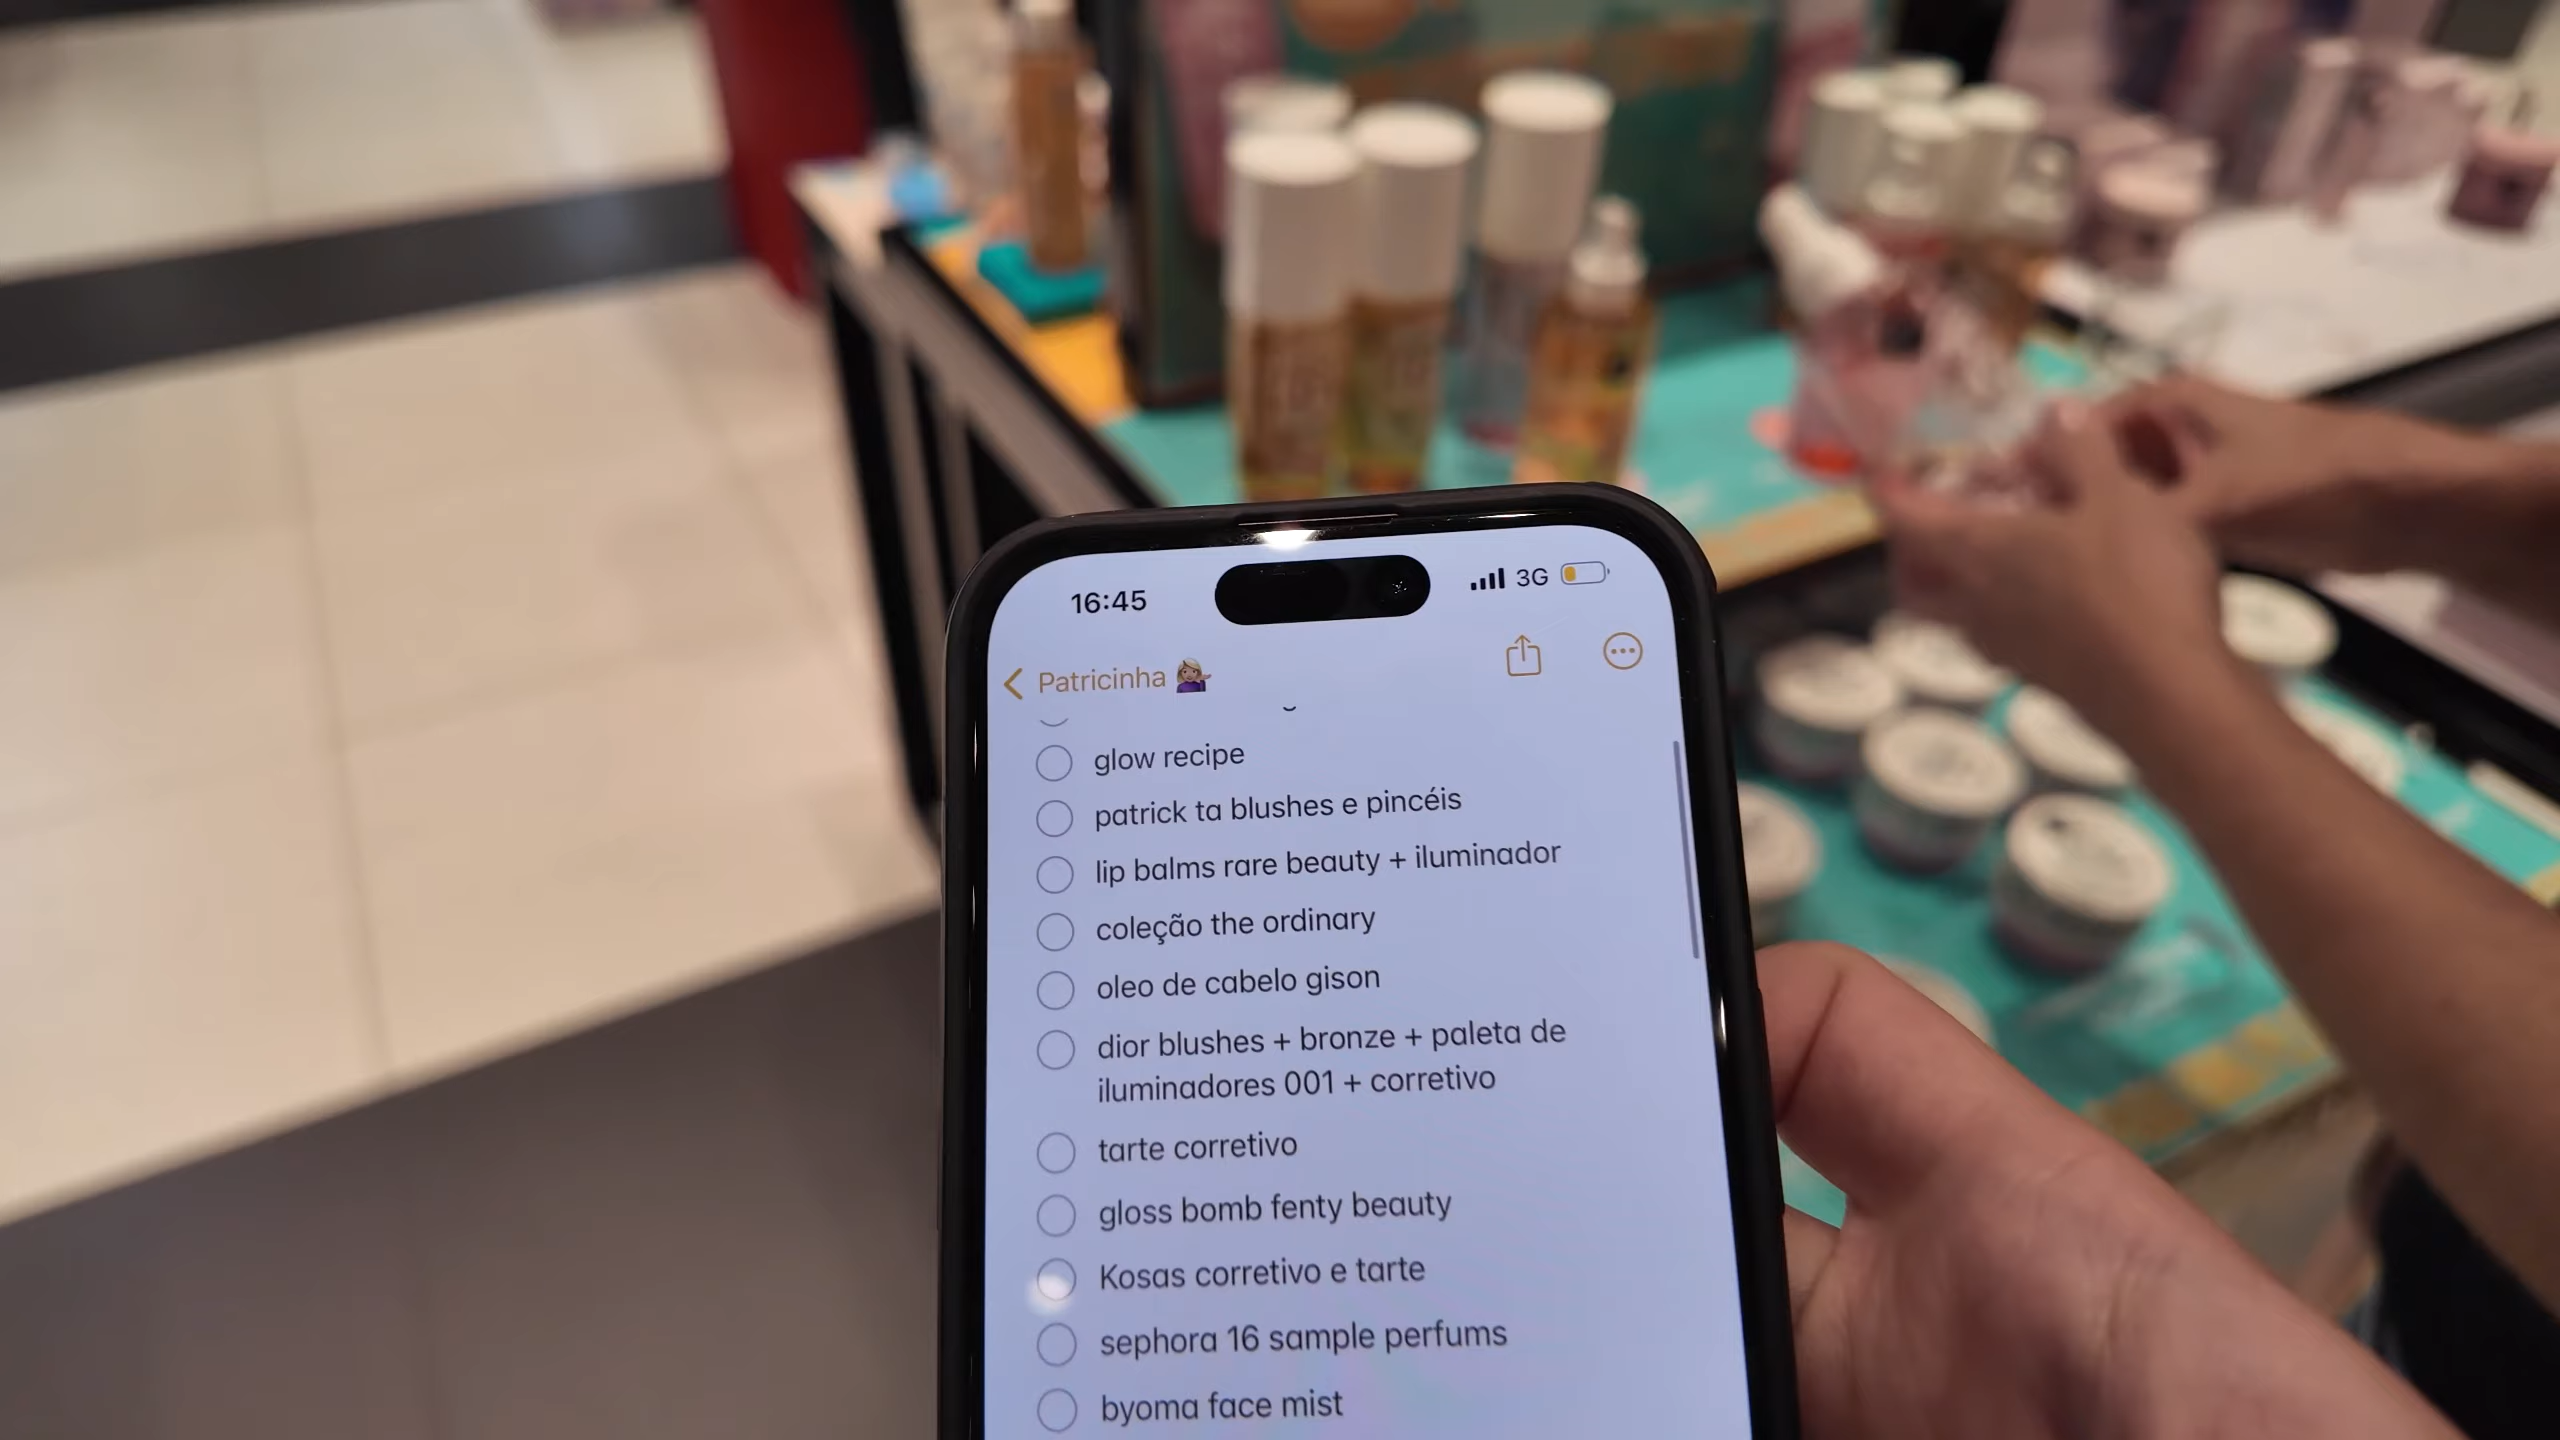 16:45
3G
Patricinha
glow recipe
patrick ta blushes e pincéis
lip balms rare beauty + iluminador
coleção the ordinary
oleo de cabelo gison
dior blushes + bronze + paleta de
iluminadores 001 + corretivo
tarte corretivo
gloss bomb fenty beauty
Kosas corretivo e tarte
sephora 16 sample perfums
byoma face mist